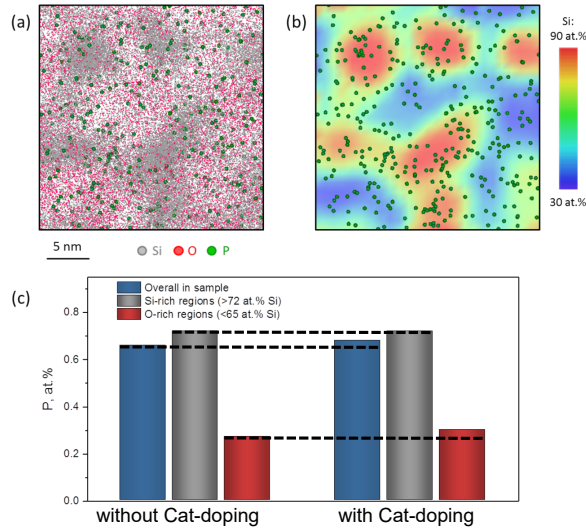 (a)
(b)
Si:
90 at.%
30 at.%
5 nm
Si
O
P
(c)
Overall in sample
Si-rich regions (>72 at.% Si)
O-rich regions (<65 at.% Si)
P, at.%
0.8
0.6
0.4
0.2
0.0
without Cat-doping
with Cat-doping